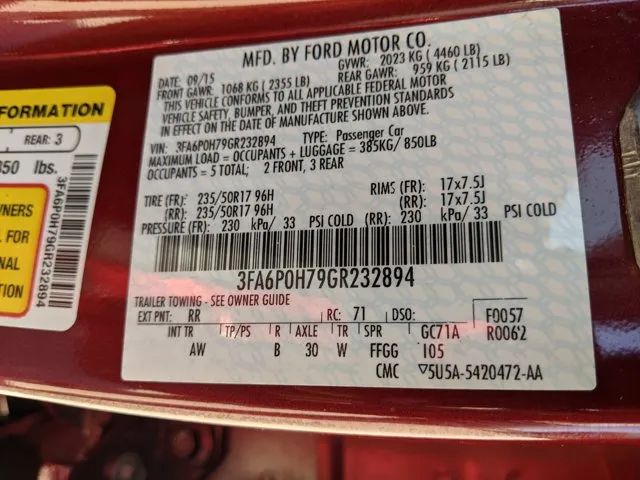 MFD. BY FORD MOTOR CO.
DATE: 09/15 GVWR: 2023 KG ( 4460 LB)
FRONT GAWR: 1068 KG ( 2355 LB) REAR GAWR: 959 KG ( 2115 LB)
THIS VEHICLE CONFORMS TO ALL APPLICABLE FEDERAL MOTOR
VEHICLE SAFETY, BUMPER, AND THEFT PREVENTION STANDARDS
IN EFFECT ON THE DATE OF MANUFACTURE SHOWN ABOVE.
VIN: 3FA6P0H79GR232894 TYPE: Passenger Car
MAXIMUM LOAD = OCCUPANTS + LUGGAGE = 385KG/ 850LB
OCCUPANTS = 5 TOTAL; 2 FRONT, 3 REAR
TIRE (FR): 235/50R17 96H RIMS (FR): 17x7.5J
(RR): 235/50R17 96H (RR): 17x7.5J
PRESSURE (FR): 230 kPa/ 33 PSI COLD (RR): 230 kPa/ 33 PSI COLD
3FA6P0H79GR232894
TRAILER TOWING - SEE OWNER GUIDE
EXT PNT: RR RC: 71 DSO: F0057
R0062
INT TR TP/PS R AXLE TR SPR GC71A
AW B 30 W FFGG I05
CMC ▽5U5A-5420472-AA
FORMATION
REAR: 3
850 lbs.
WNERS
L FOR
ONAL
TION
3FA6P0H79GR232894